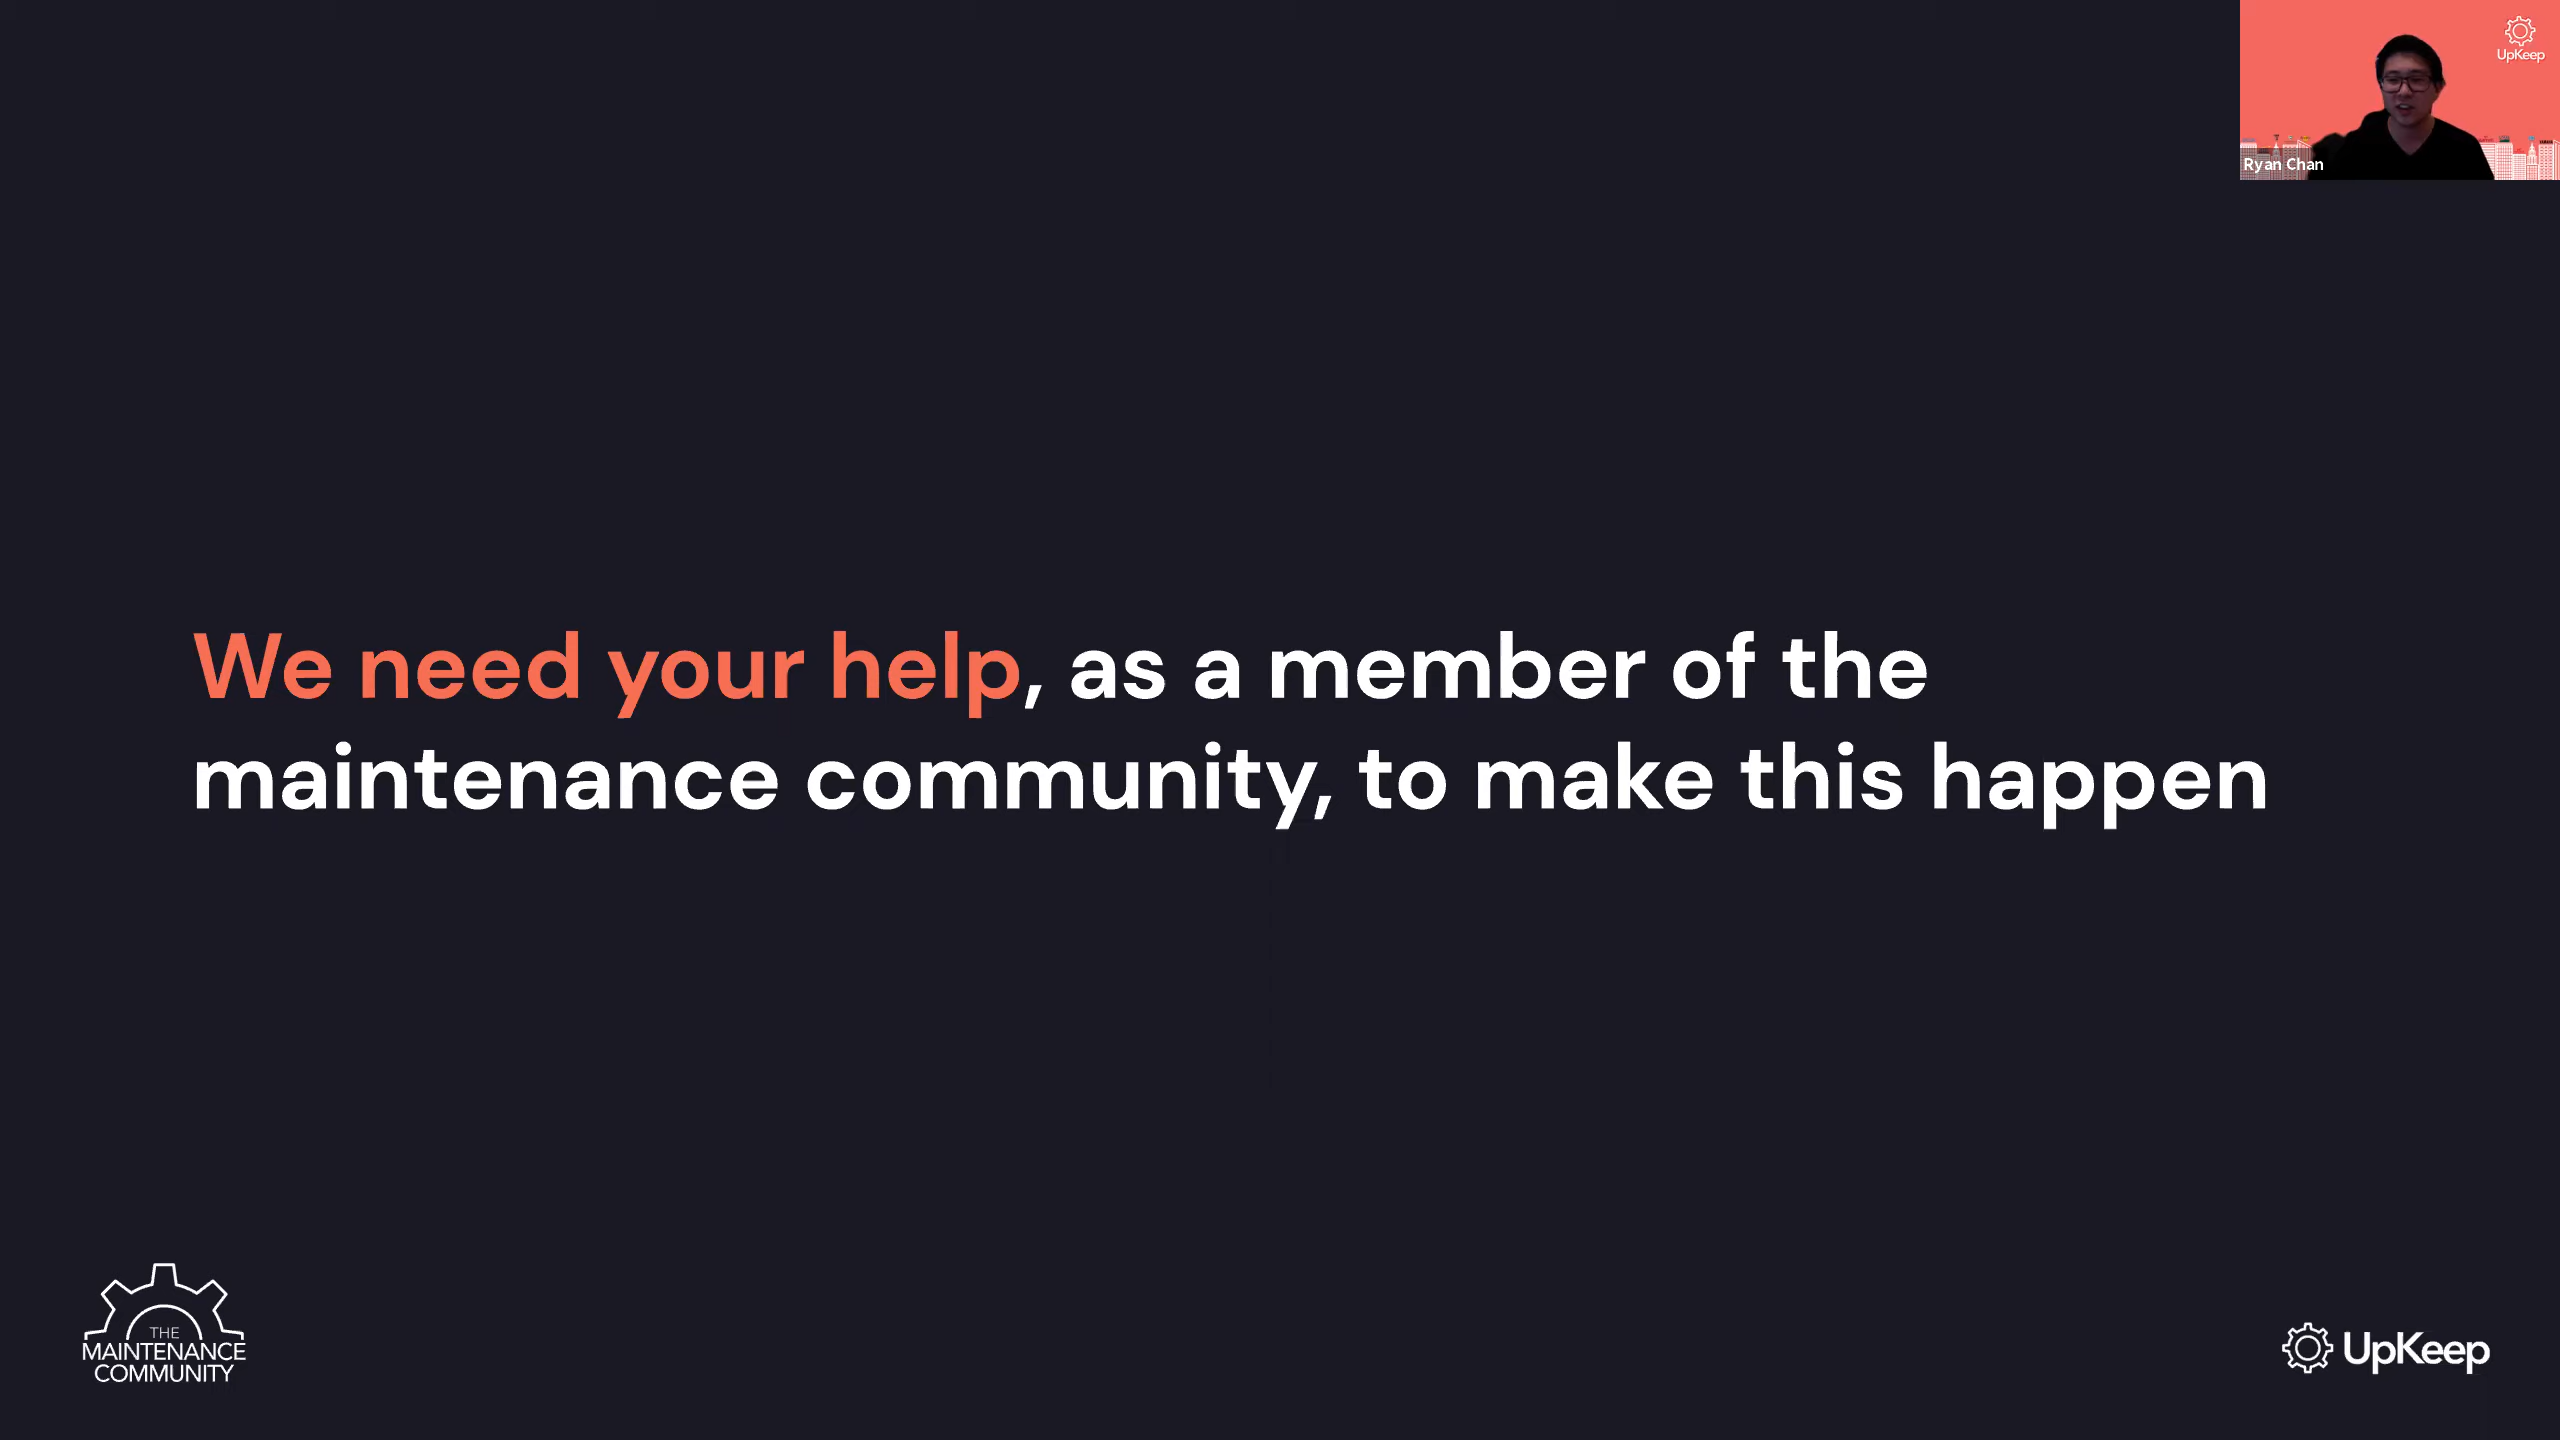 UpKeep
Ryan Chan
We need your help, as a member of the
maintenance community, to make this happen
THE
MAINTENANCE
COMMUNITY
UpKeep